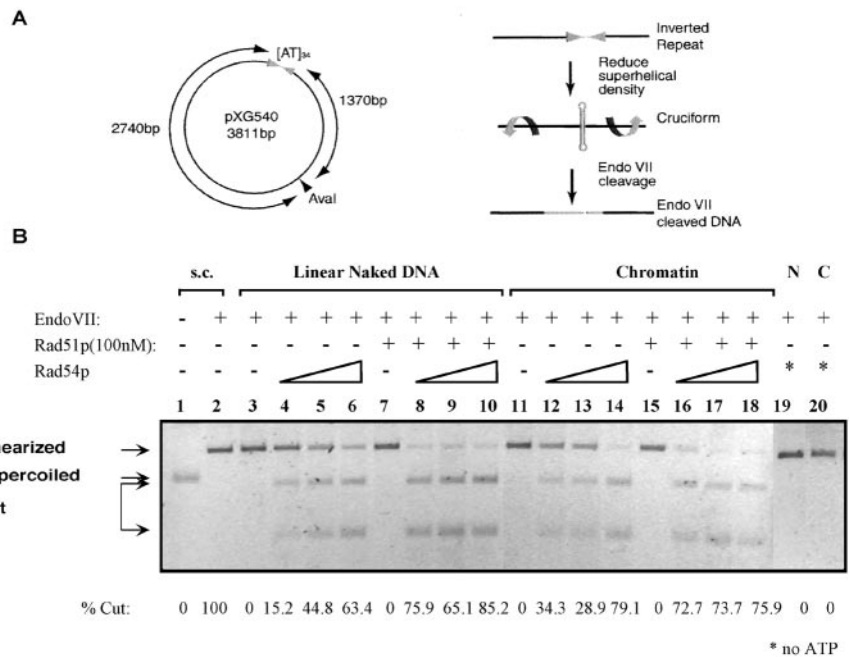 A
[AT]34
2740bp
pXG540
3811bp
1370bp
AvaI
Inverted
Repeat
Reduce
superhelical
density
Cruciform
Endo VII
cleavage
Endo VII
cleaved DNA
B
s.c. Linear Naked DNA Chromatin N C
EndoVII: - + + + + + + + + + + + + + + + + + + +
Rad51p(100nM): - - - - - - + + + + - - - - + + + + - -
Rad54p - - - - - - * *
1 2 3 4 5 6 7 8 9 10 11 12 13 14 15 16 17 18 19 20
nearized
percoiled
t
% Cut: 0 100 0 15.2 44.8 63.4 0 75.9 65.1 85.2 0 34.3 28.9 79.1 0 72.7 73.7 75.9 0 0
* no ATP